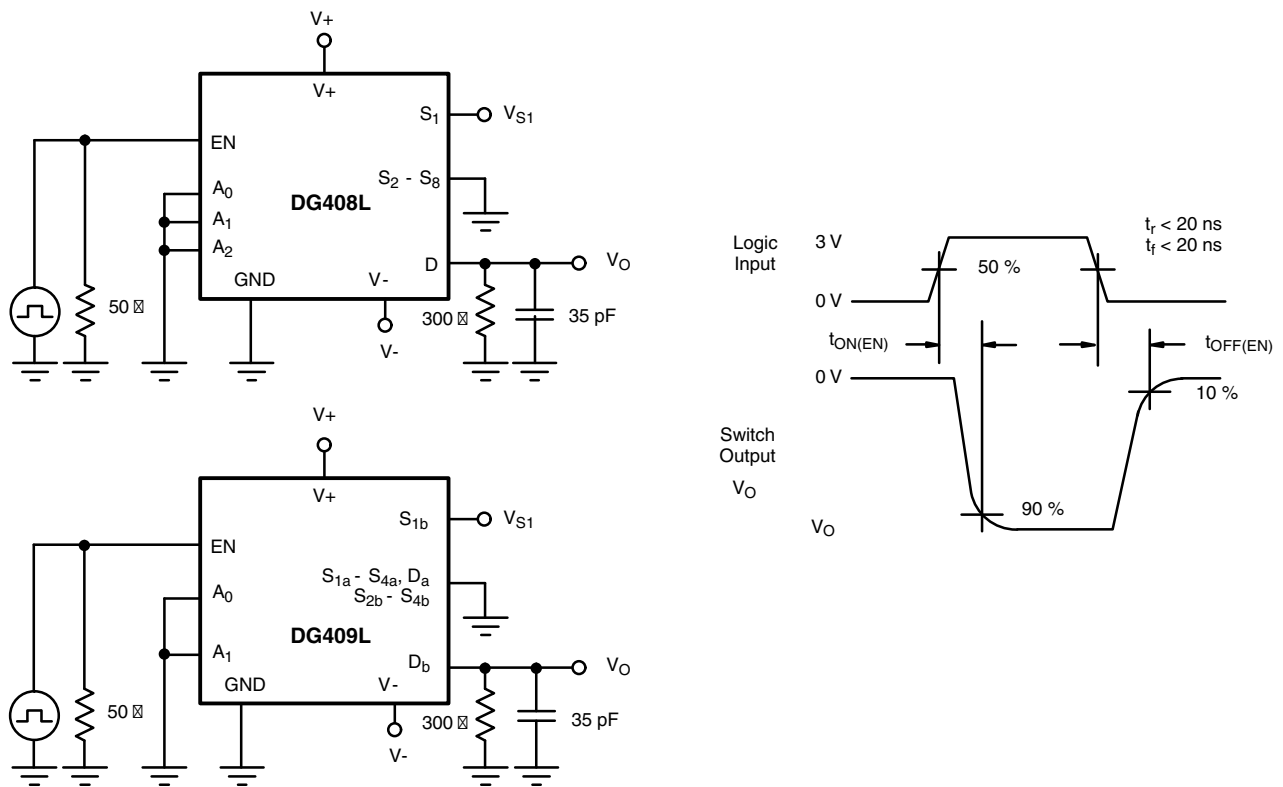 V+
V+
S1
VS1
EN
S2 - S8
A0
DG408L
A1
A2
D
VO
GND
V-
50
300
35 pF
V-
V+
V+
S1b
VS1
EN
S1a - S4a, Da
S2b - S4b
A0
DG409L
A1
Db
VO
GND
V-
50
300
35 pF
V-
Logic
Input
3 V
tr < 20 ns
tf < 20 ns
50 %
0 V
tON(EN)
tOFF(EN)
0 V
10 %
Switch
Output
VO
90 %
VO